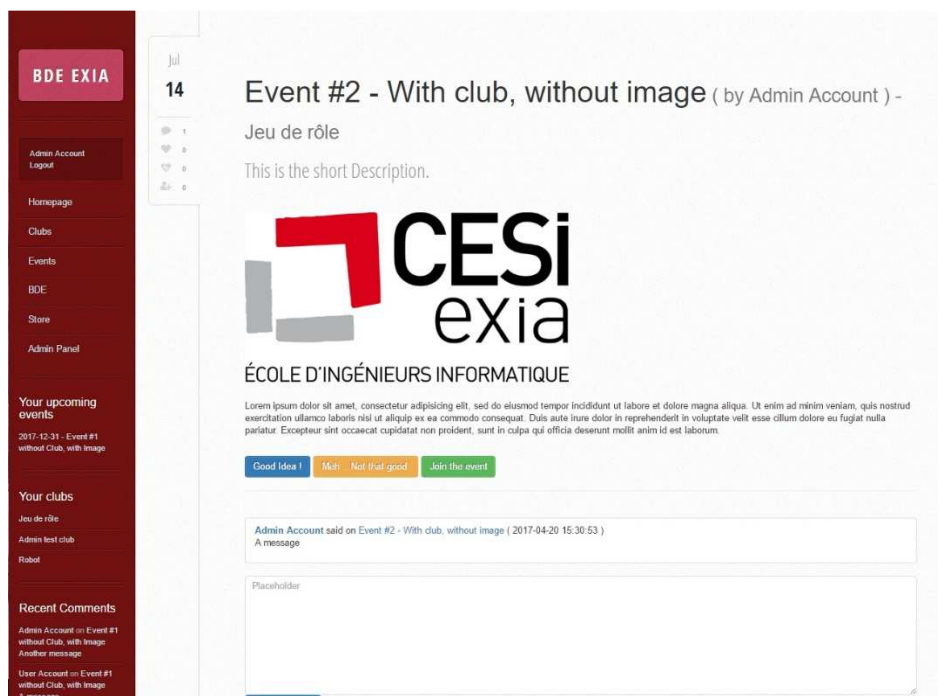 BDE EXIA
Admin Account
Logout
Homepage
Clubs
Events
BDE
Store
Admin Panel
Your upcoming
events
2017-12-31 - Event #1
without Club, with Image
Your clubs
Jeu de rôle
Admin test club
Robot
Recent Comments
Admin Account on Event #1
without Club, with Image
Another message
User Account on Event #1
without Club, with Image
A message
Jul
14
1
0
0
0
Event #2 - With club, without image ( by Admin Account ) -
Jeu de rôle
This is the short Description.
CESi
exia
ÉCOLE D'INGÉNIEURS INFORMATIQUE
Lorem ipsum dolor sit amet, consectetur adipisicing elit, sed do eiusmod tempor incididunt ut labore et dolore magna aliqua. Ut enim ad minim veniam, quis nostrud
exercitation ullamco laboris nisi ut aliquip ex ea commodo consequat. Duis aute irure dolor in reprehenderit in voluptate velit esse cillum dolore eu fugiat nulla
pariatur. Excepteur sint occaecat cupidatat non proident, sunt in culpa qui officia deserunt mollit anim id est laborum.
Good Idea !
Meh... Not that good
Join the event
Admin Account said on Event #2 - With club, without image ( 2017-04-20 15:30:53 )
A message
Placeholder